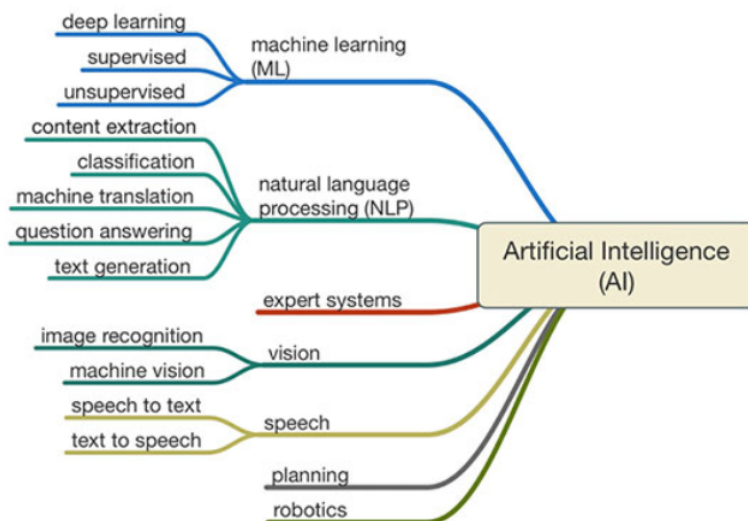 deep learning
supervised
unsupervised
machine learning
(ML)
content extraction
classification
machine translation
question answering
text generation
natural language
processing (NLP)
expert systems
image recognition
machine vision
vision
speech to text
text to speech
speech
planning
robotics
Artificial Intelligence
(AI)